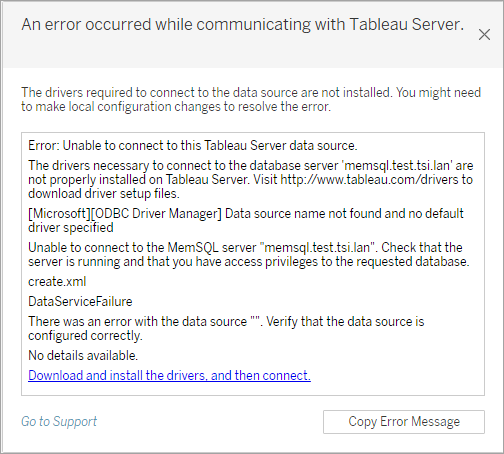 An error occurred while communicating with Tableau Server.
The drivers required to connect to the data source are not installed. You might need
to make local configuration changes to resolve the error.
Error: Unable to connect to this Tableau Server data source.
The drivers necessary to connect to the database server 'memsql.test.tsi.lan' are
not properly installed on Tableau Server. Visit http://www.tableau.com/drivers to
download driver setup files.
[Microsoft][ODBC Driver Manager] Data source name not found and no default
driver specified
Unable to connect to the MemSQL server "memsql.test.tsi.lan". Check that the
server is running and that you have access privileges to the requested database.
create.xml
DataServiceFailure
There was an error with the data source "". Verify that the data source is
configured correctly.
No details available.
Download and install the drivers, and then connect.
Go to Support
Copy Error Message